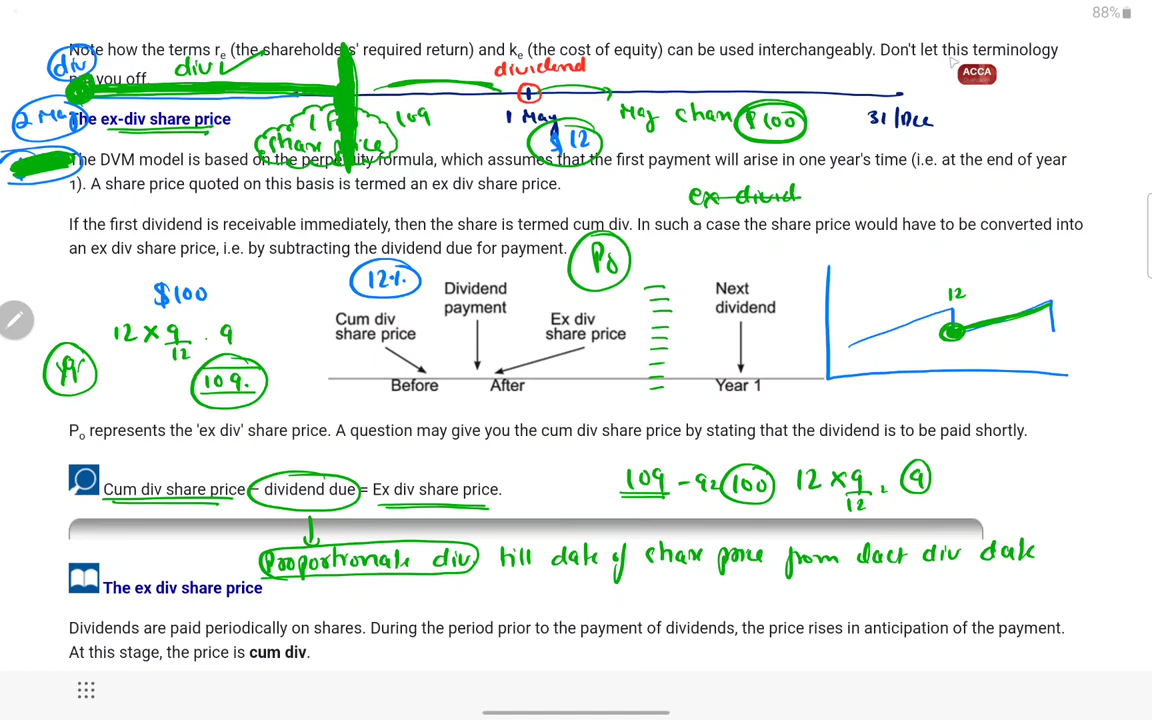 88%
Note how the terms re (the shareholders' required return) and ke (the cost of equity) can be used interchangeably. Don't let this terminology
div
divi
dividend
you off.
ACCA
2 May
The ex-div share price
share price
109
1 May
$12
May chan
$100
31/Dec
The DVM model is based on the perpetuity formula, which assumes that the first payment will arise in one year's time (i.e. at the end of year
1). A share price quoted on this basis is termed an ex div share price.
ex-divid
If the first dividend is receivable immediately, then the share is termed cum div. In such a case the share price would have to be converted into
an ex div share price, i.e. by subtracting the dividend due for payment.
P0
$100
12%
Dividend
payment
Next
dividend
12
12 x 9/12 . 9
Cum div
share price
Ex div
share price
109.
Before
After
Year 1
Po represents the 'ex div' share price. A question may give you the cum div share price by stating that the dividend is to be paid shortly.
Cum div share price – dividend due = Ex div share price.
109 - 9 = 100
12 x 9/12 = 9
Proportionate div till date of share price from last div date
The ex div share price
Dividends are paid periodically on shares. During the period prior to the payment of dividends, the price rises in anticipation of the payment.
At this stage, the price is cum div.